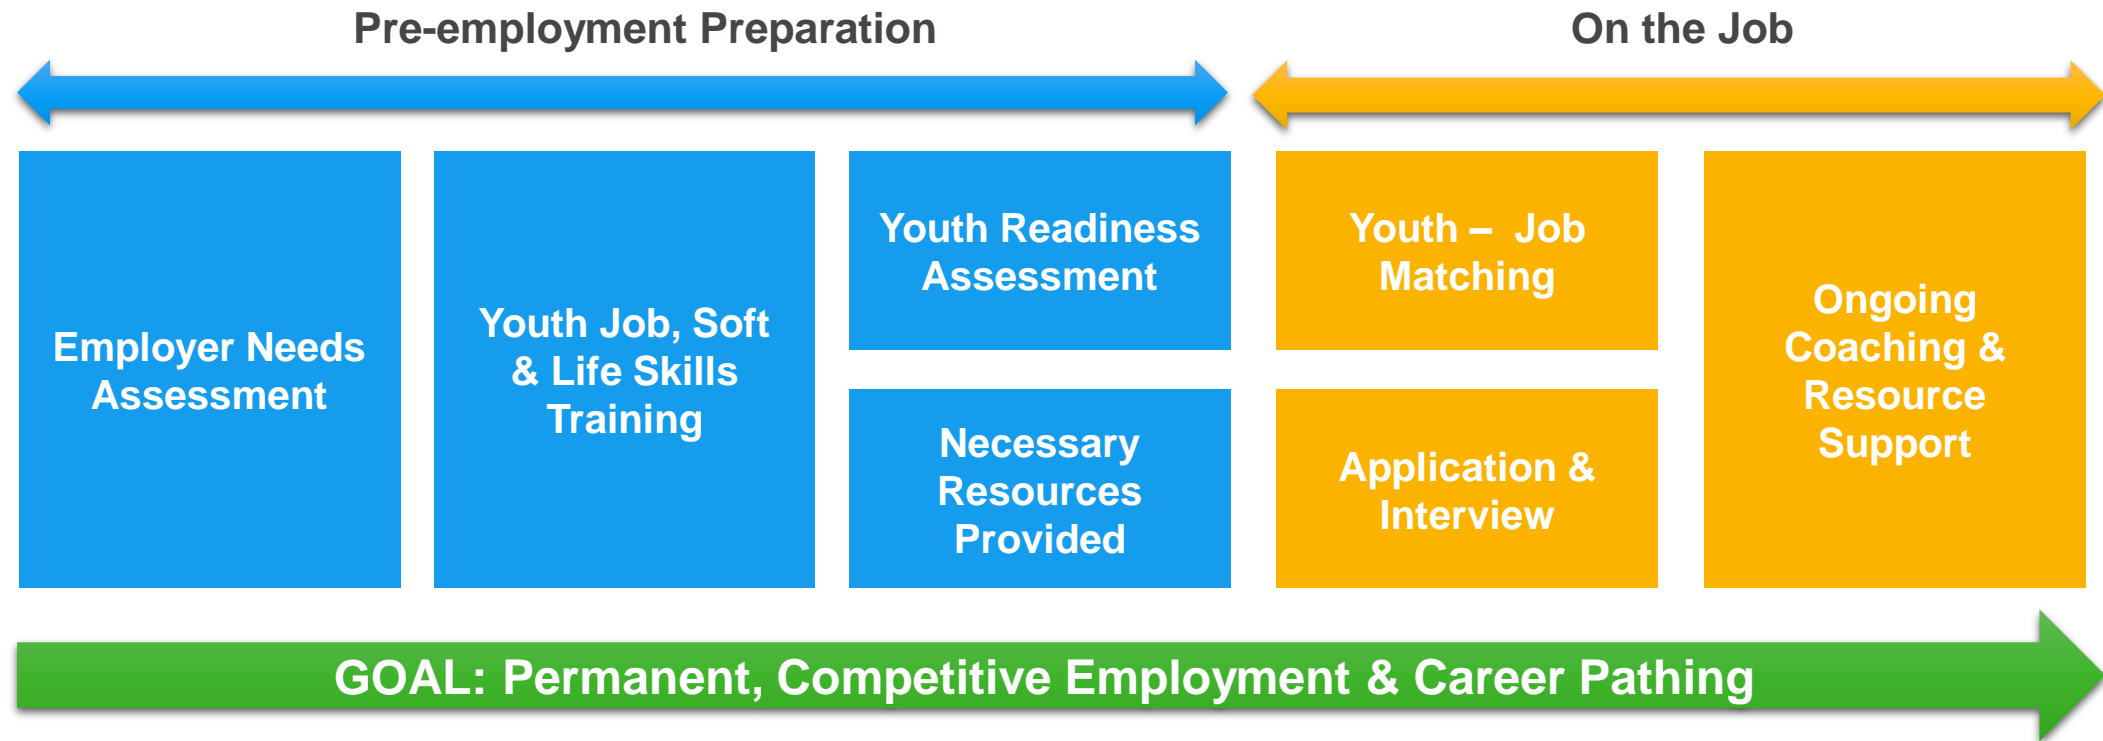 Pre-employment Preparation
On the Job
Employer Needs
Assessment
Youth Job, Soft
& Life Skills
Training
Youth Readiness
Assessment
Necessary
Resources
Provided
Youth – Job
Matching
Application &
Interview
Ongoing
Coaching &
Resource
Support
GOAL: Permanent, Competitive Employment & Career Pathing